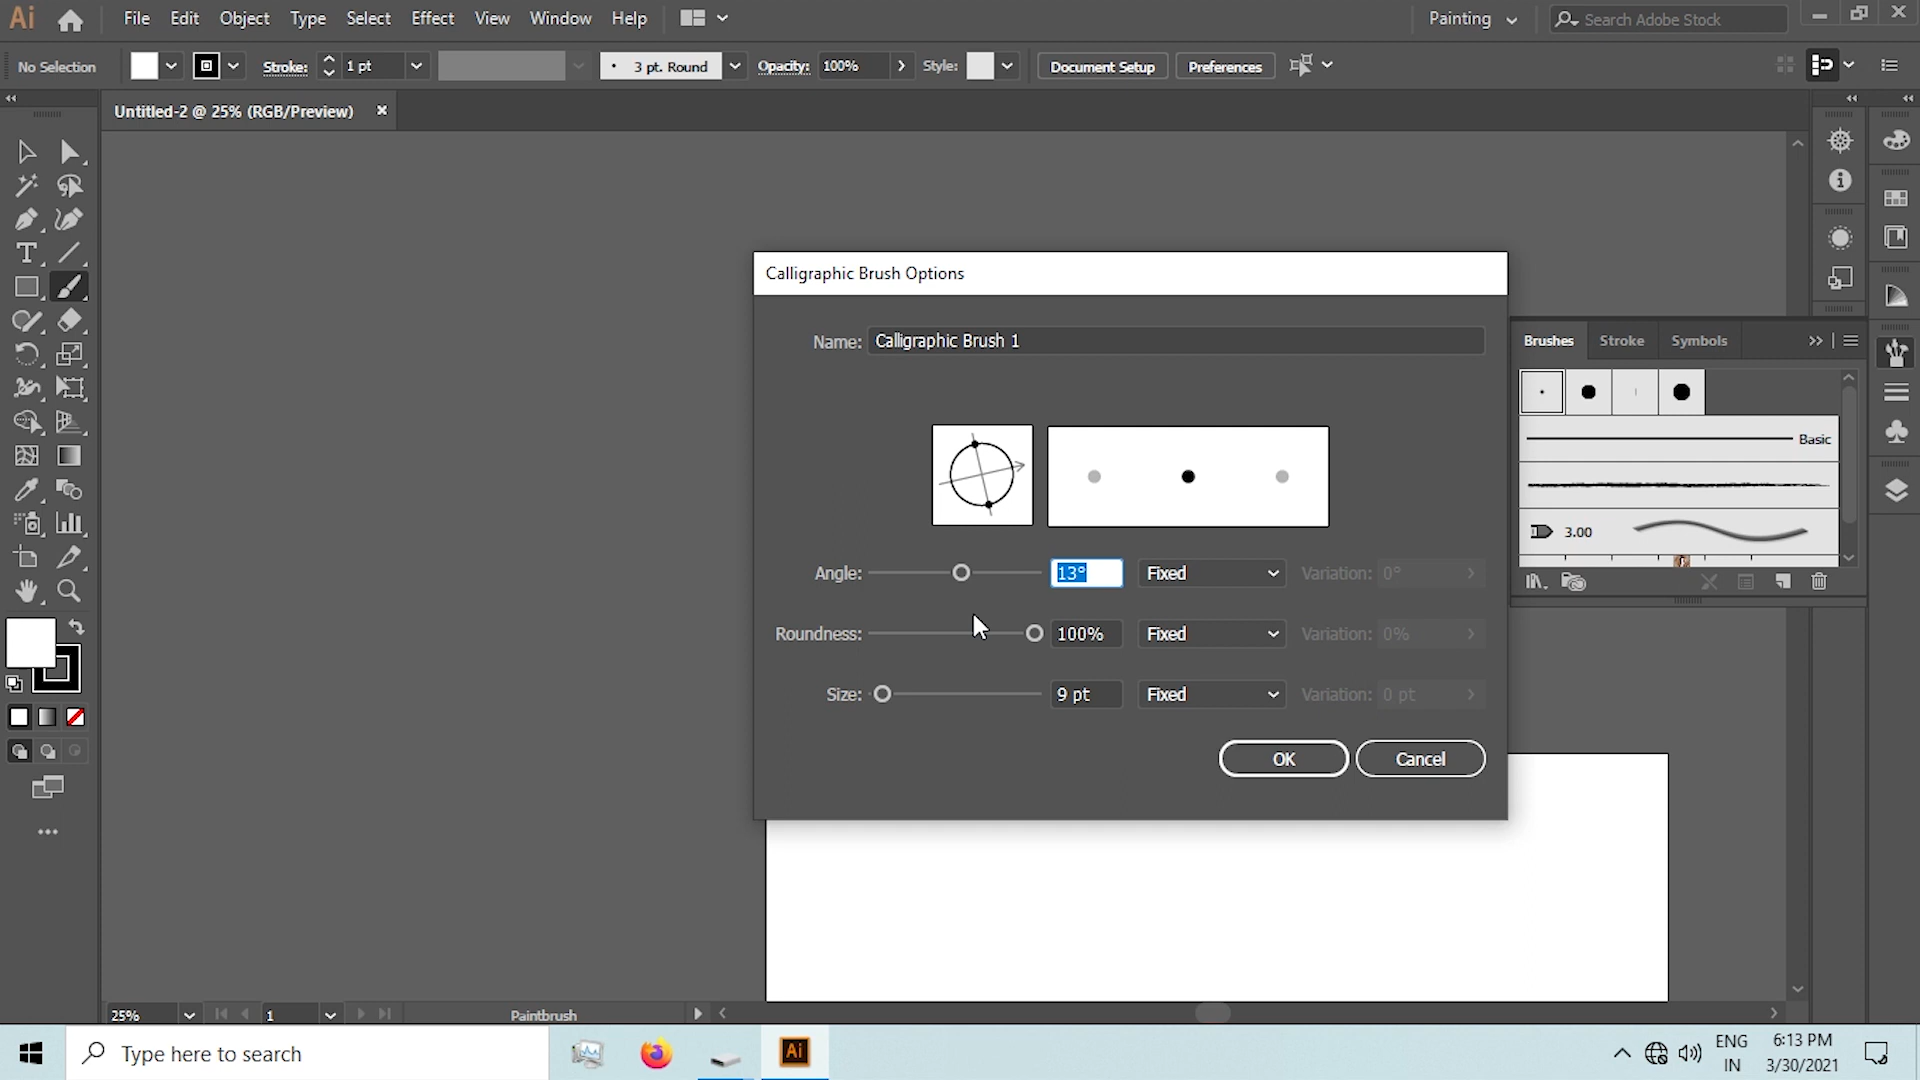 Ai File Edit Object Type Select Effect View Window Help Painting Search Adobe Stock
No Selection Stroke: 1 pt 3 pt. Round Opacity: 100% Style: Document Setup Preferences
Untitled-2 @ 25% (RGB/Preview)
Calligraphic Brush Options
Name: Calligraphic Brush 1
Brushes Stroke Symbols
Basic
3.00
Angle: 13° Fixed Variation: 0°
Roundness: 100% Fixed Variation: 0%
Size: 9 pt Fixed Variation: 0 pt
OK Cancel
25% 1 Paintbrush
Type here to search
Ai
ENG
IN
6:13 PM
3/30/2021